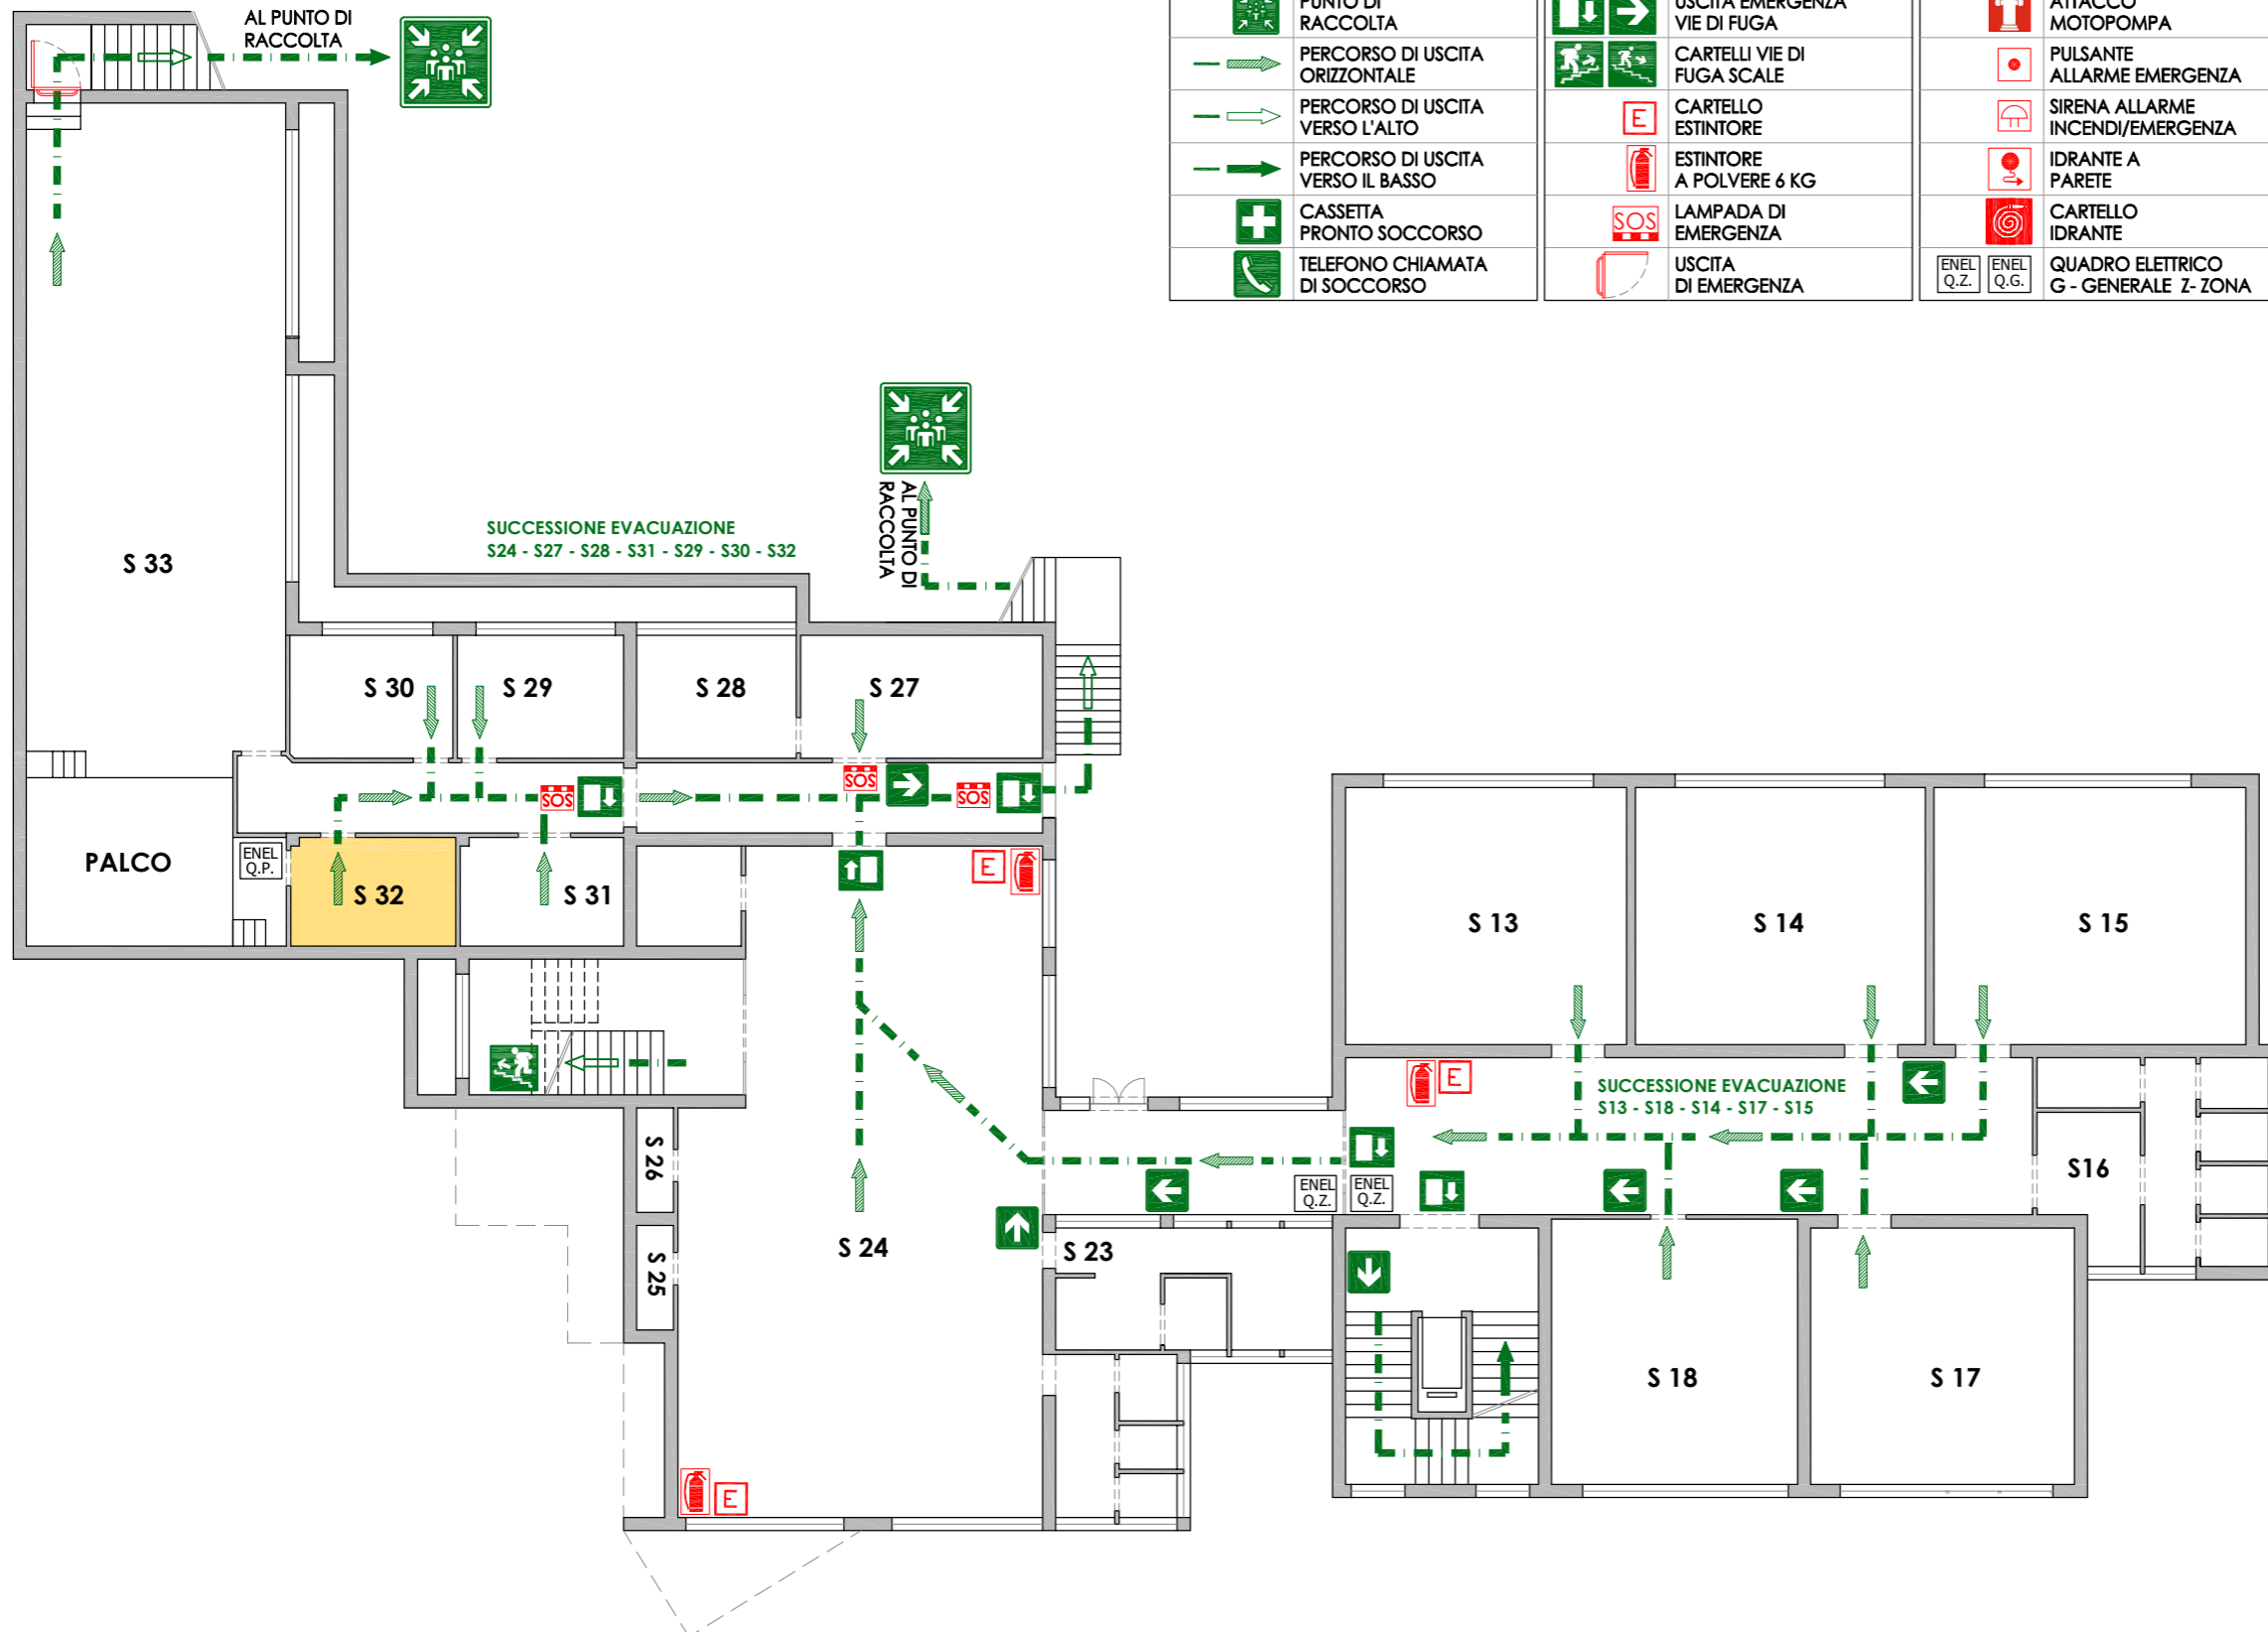 AL PUNTO DI
RACCOLTA
PUNTO DI
RACCOLTA
PERCORSO DI USCITA
ORIZZONTALE
PERCORSO DI USCITA
VERSO L'ALTO
PERCORSO DI USCITA
VERSO IL BASSO
CASSETTA
PRONTO SOCCORSO
TELEFONO CHIAMATA
DI SOCCORSO
USCITA EMERGENZA
VIE DI FUGA
CARTELLI VIE DI
FUGA SCALE
E
CARTELLO
ESTINTORE
ESTINTORE
A POLVERE 6 KG
SOS
LAMPADA DI
EMERGENZA
USCITA
DI EMERGENZA
ATTACCO
MOTOPOMPA
PULSANTE
ALLARME EMERGENZA
SIRENA ALLARME
INCENDI/EMERGENZA
IDRANTE A
PARETE
CARTELLO
IDRANTE
ENEL
Q.Z.
ENEL
Q.G.
QUADRO ELETTRICO
G - GENERALE Z- ZONA
AL PUNTO DI
RACCOLTA
SUCCESSIONE EVACUAZIONE
S24 - S27 - S28 - S31 - S29 - S30 - S32
S 33
S 30
S 29
S 28
S 27
SOS
SOS
SOS
PALCO
ENEL
Q.P.
S 32
S 31
E
S 13
S 14
S 15
E
SUCCESSIONE EVACUAZIONE
S13 - S18 - S14 - S17 - S15
S 26
S16
ENEL
Q.Z.
ENEL
Q.Z.
S 24
S 23
S 25
S 18
S 17
E